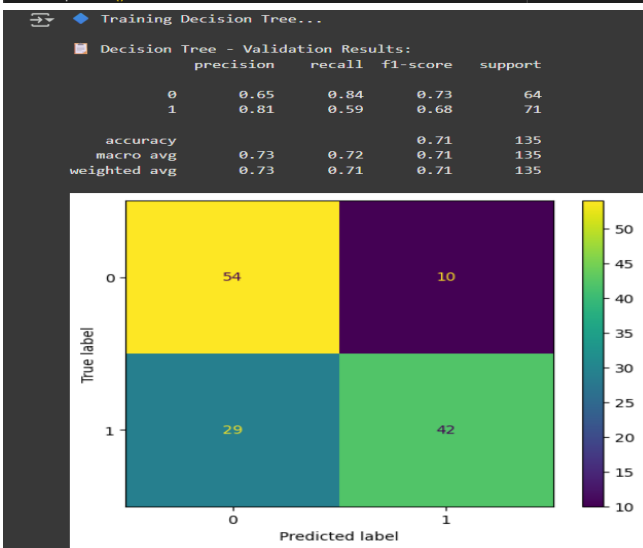 Training Decision Tree...
Decision Tree - Validation Results:
precision recall f1-score support
0 0.65 0.84 0.73 64
1 0.81 0.59 0.68 71
accuracy 0.71 135
macro avg 0.73 0.72 0.71 135
weighted avg 0.73 0.71 0.71 135
54 10
29 42
True label
0
1
0 1
Predicted label
50
45
40
35
30
25
20
15
10